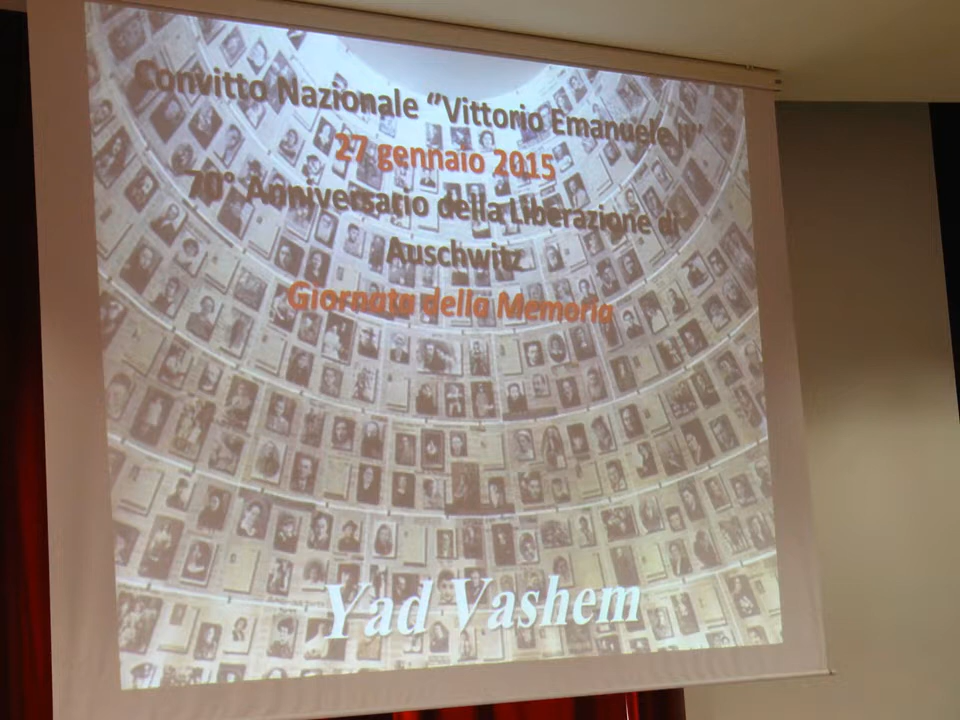 Convitto Nazionale “Vittorio Emanuele II”
27 gennaio 2015
70° Anniversario della Liberazione di
Auschwitz
Giornata della Memoria
Yad Vashem